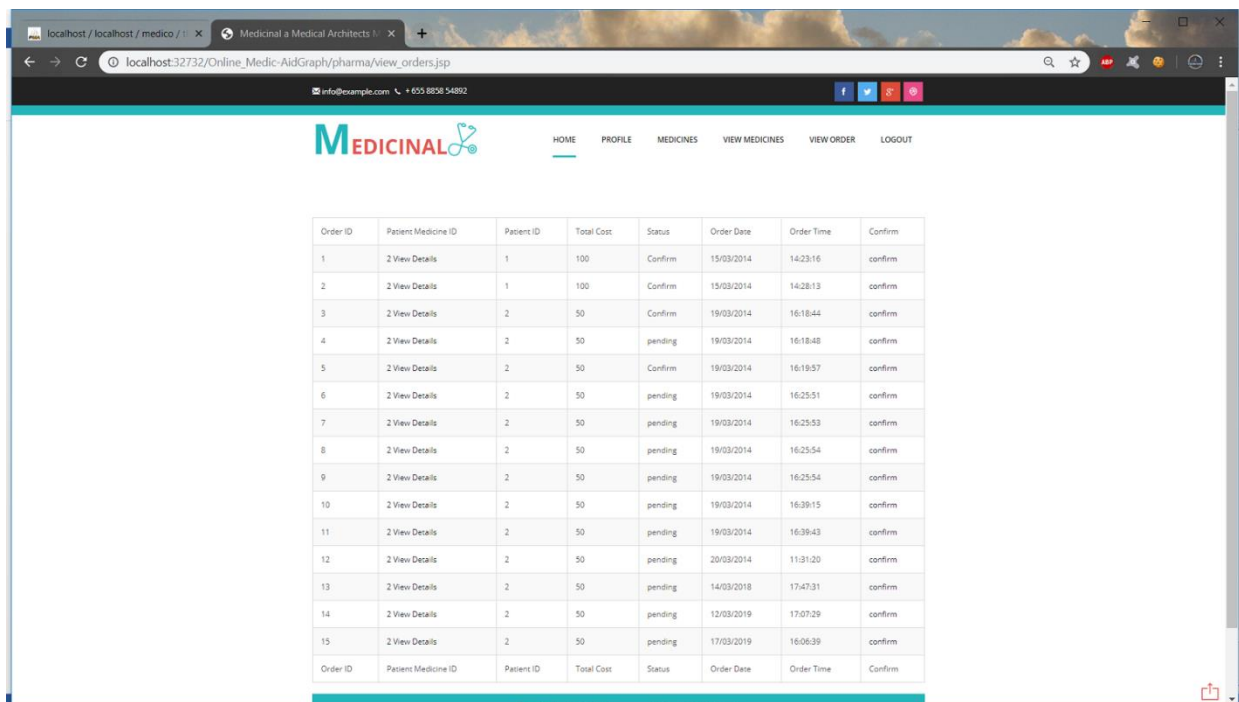 localhost / localhost / medico / t
Medicinal a Medical Architects M
localhost:32732/Online_Medic-AidGraph/pharma/view_orders.jsp
ABP
info@example.com +655 8858 54892
MEDICINAL
HOME PROFILE MEDICINES VIEW MEDICINES VIEW ORDER LOGOUT
Order ID Patient Medicine ID Patient ID Total Cost Status Order Date Order Time Confirm
1 2 View Details 1 100 Confirm 15/03/2014 14:23:16 confirm
2 2 View Details 1 100 Confirm 15/03/2014 14:28:13 confirm
3 2 View Details 2 50 Confirm 19/03/2014 16:18:44 confirm
4 2 View Details 2 50 pending 19/03/2014 16:18:48 confirm
5 2 View Details 2 50 Confirm 19/03/2014 16:19:57 confirm
6 2 View Details 2 50 pending 19/03/2014 16:25:51 confirm
7 2 View Details 2 50 pending 19/03/2014 16:25:53 confirm
8 2 View Details 2 50 pending 19/03/2014 16:25:54 confirm
9 2 View Details 2 50 pending 19/03/2014 16:25:54 confirm
10 2 View Details 2 50 pending 19/03/2014 16:39:15 confirm
11 2 View Details 2 50 pending 19/03/2014 16:39:43 confirm
12 2 View Details 2 50 pending 20/03/2014 11:31:20 confirm
13 2 View Details 2 50 pending 14/03/2018 17:47:31 confirm
14 2 View Details 2 50 pending 12/03/2019 17:07:29 confirm
15 2 View Details 2 50 pending 17/03/2019 16:06:39 confirm
Order ID Patient Medicine ID Patient ID Total Cost Status Order Date Order Time Confirm